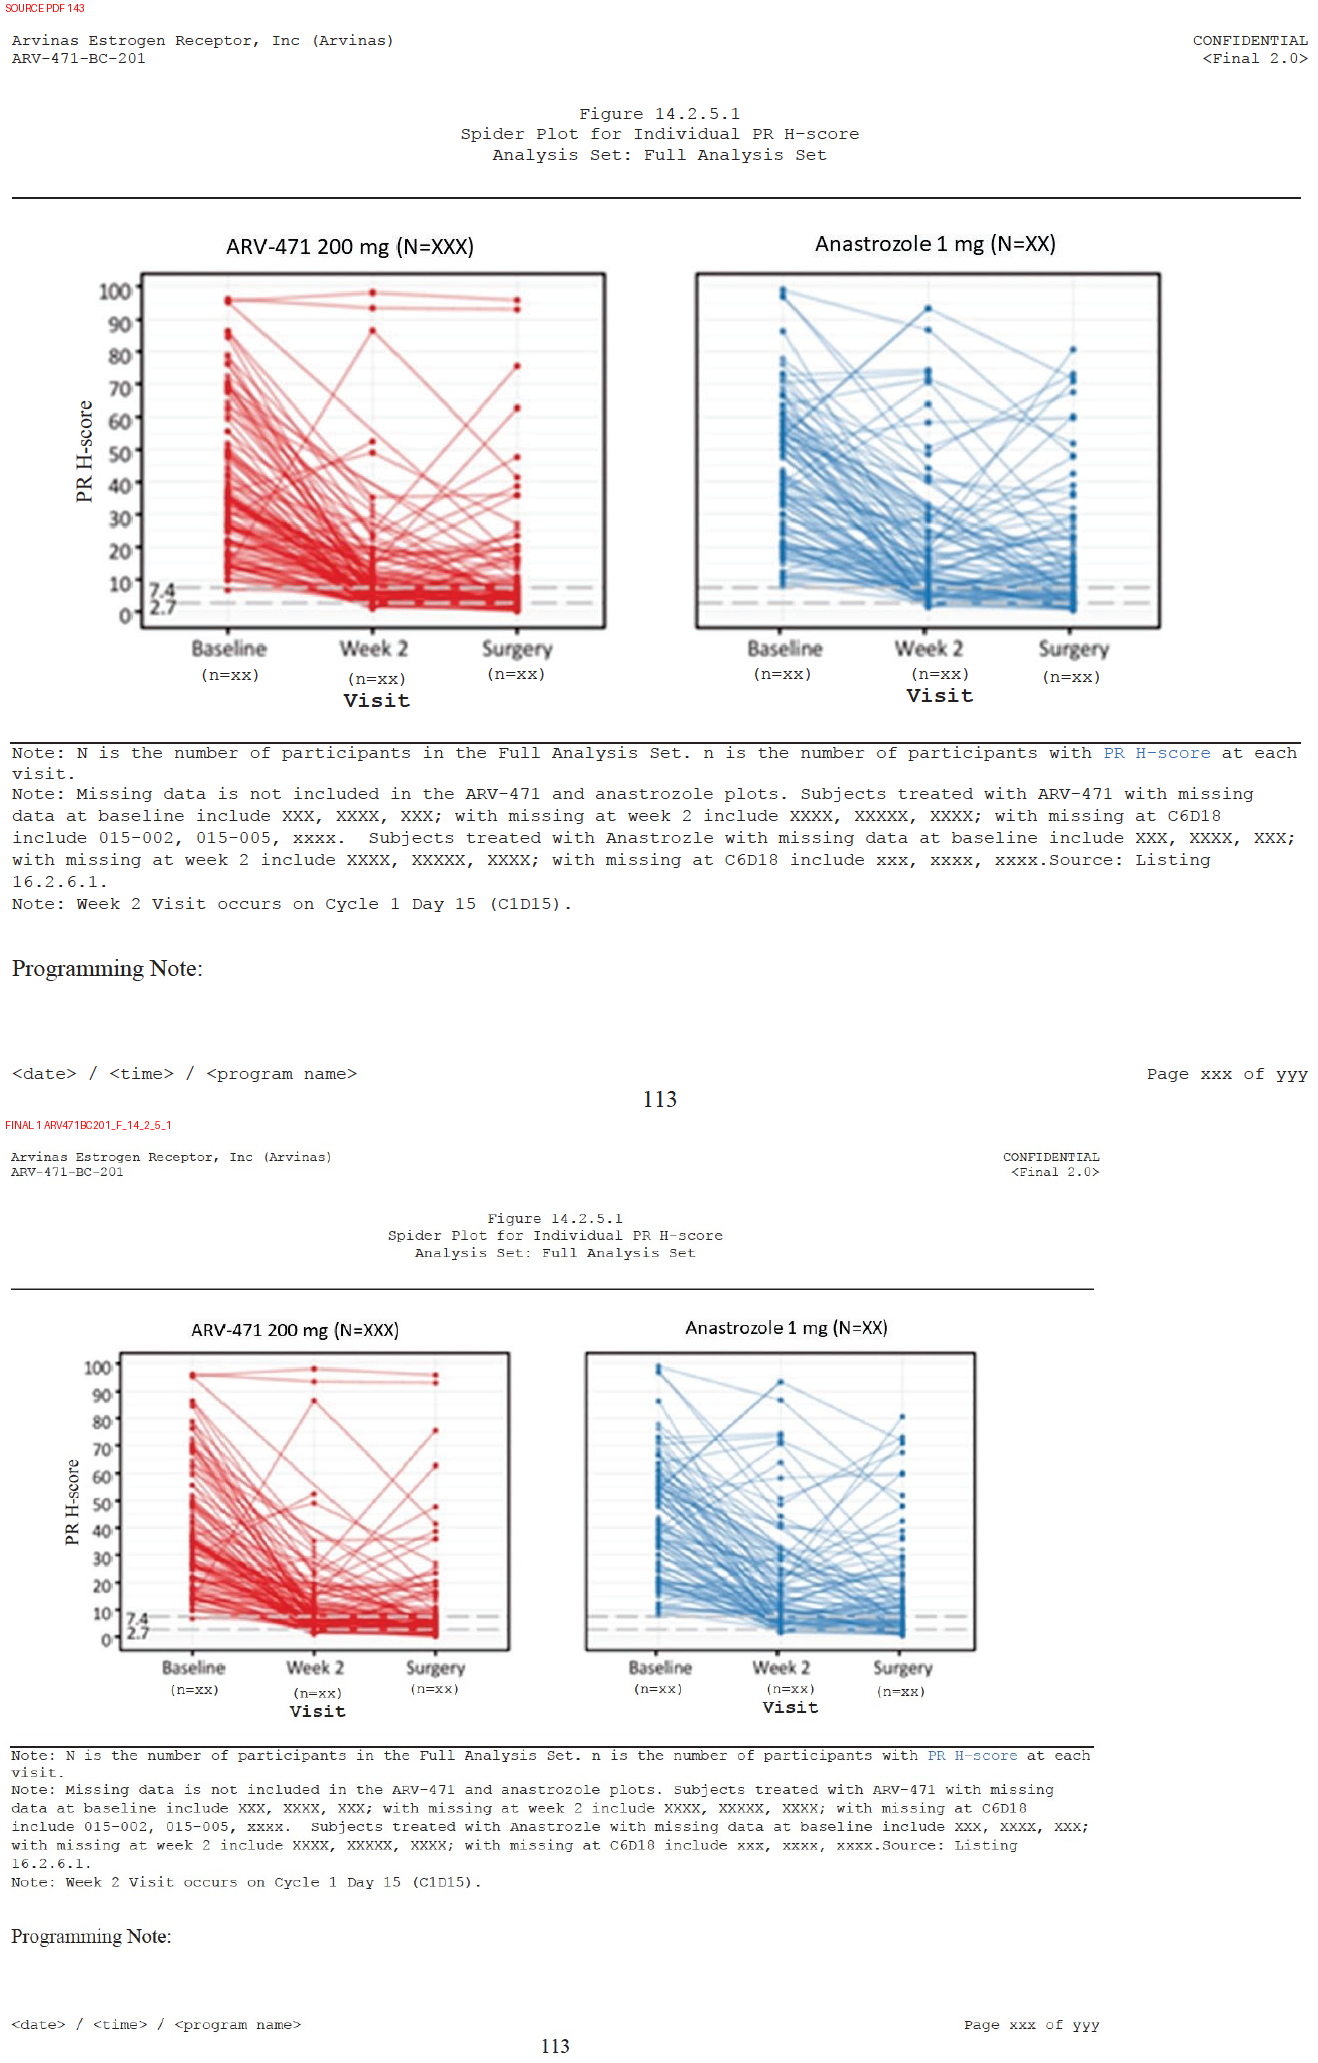 SOURCE PDF 143
Arvinas Estrogen Receptor, Inc (Arvinas) CONFIDENTIAL
ARV-471-BC-201 <Final 2.0>
Figure 14.2.5.1
Spider Plot for Individual PR H-score
Analysis Set: Full Analysis Set
ARV-471 200 mg (N=XXX) Anastrozole 1 mg (N=XX)
PR H-score
100
90
80
70
60
50
40
30
20
10
7.4
2.7
0
Baseline Week 2 Surgery Baseline Week 2 Surgery
(n=xx) (n=xx) (n=xx) (n=xx) (n=xx) (n=xx)
Visit Visit
Note: N is the number of participants in the Full Analysis Set. n is the number of participants with PR H-score at each
visit.
Note: Missing data is not included in the ARV-471 and anastrozole plots. Subjects treated with ARV-471 with missing
data at baseline include XXX, XXXX, XXX; with missing at week 2 include XXXX, XXXXX, XXXX; with missing at C6D18
include 015-002, 015-005, xxxx.  Subjects treated with Anastrozle with missing data at baseline include XXX, XXXX, XXX;
with missing at week 2 include XXXX, XXXXX, XXXX; with missing at C6D18 include xxx, xxxx, xxxx.Source: Listing
16.2.6.1.
Note: Week 2 Visit occurs on Cycle 1 Day 15 (C1D15).
Programming Note:
<date> / <time> / <program name> Page xxx of yyy
113
FINAL 1 ARV471BC201_F_14_2_5_1
Arvinas Estrogen Receptor, Inc (Arvinas) CONFIDENTIAL
ARV-471-BC-201 <Final 2.0>
Figure 14.2.5.1
Spider Plot for Individual PR H-score
Analysis Set: Full Analysis Set
ARV-471 200 mg (N=XXX) Anastrozole 1 mg (N=XX)
PR H-score
100
90
80
70
60
50
40
30
20
10
7.4
2.7
0
Baseline Week 2 Surgery Baseline Week 2 Surgery
(n=xx) (n=xx) (n=xx) (n=xx) (n=xx) (n=xx)
Visit Visit
Note: N is the number of participants in the Full Analysis Set. n is the number of participants with PR H-score at each
visit.
Note: Missing data is not included in the ARV-471 and anastrozole plots. Subjects treated with ARV-471 with missing
data at baseline include XXX, XXXX, XXX; with missing at week 2 include XXXX, XXXXX, XXXX; with missing at C6D18
include 015-002, 015-005, xxxx.  Subjects treated with Anastrozle with missing data at baseline include XXX, XXXX, XXX;
with missing at week 2 include XXXX, XXXXX, XXXX; with missing at C6D18 include xxx, xxxx, xxxx.Source: Listing
16.2.6.1.
Note: Week 2 Visit occurs on Cycle 1 Day 15 (C1D15).
Programming Note:
<date> / <time> / <program name> Page xxx of yyy
113